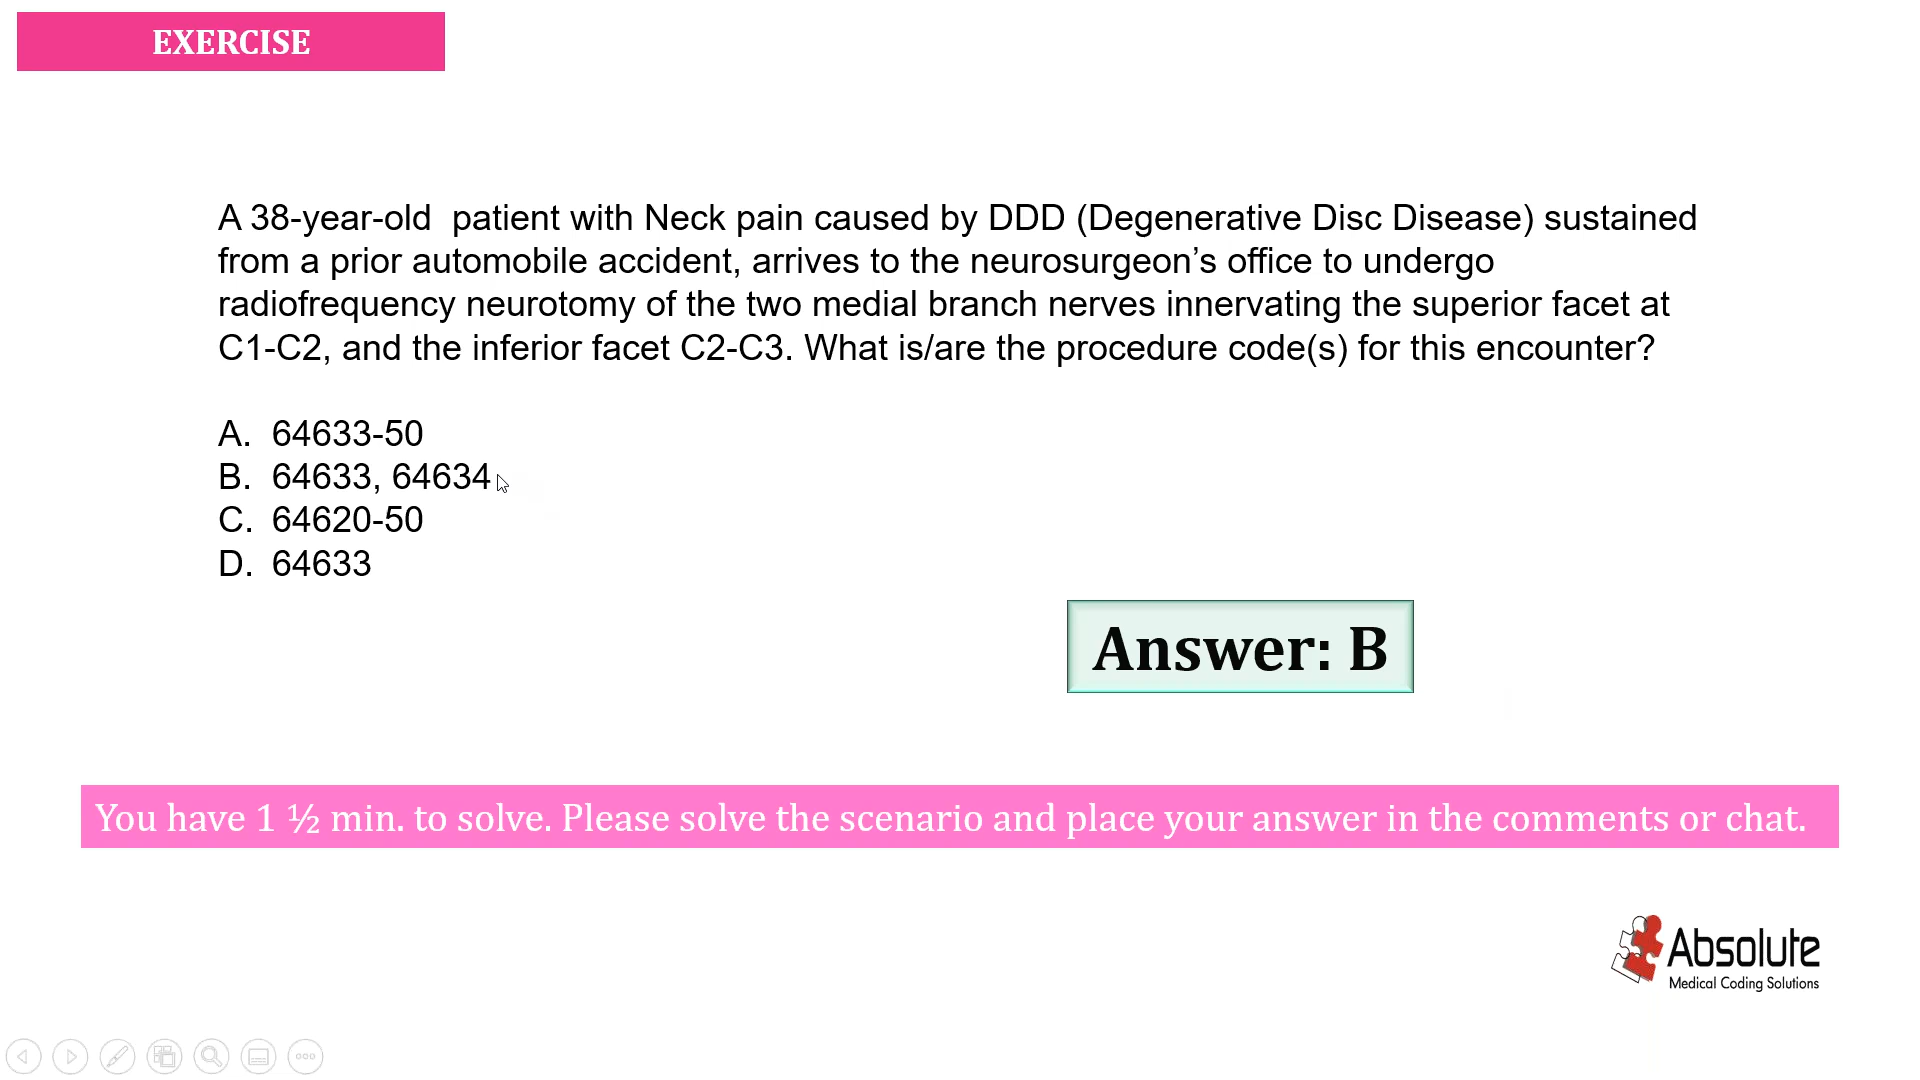 EXERCISE
A 38-year-old  patient with Neck pain caused by DDD (Degenerative Disc Disease) sustained
from a prior automobile accident, arrives to the neurosurgeon’s office to undergo
radiofrequency neurotomy of the two medial branch nerves innervating the superior facet at
C1-C2, and the inferior facet C2-C3. What is/are the procedure code(s) for this encounter?
A. 64633-50
B. 64633, 64634
C. 64620-50
D. 64633
Answer: B
You have 1 ½ min. to solve. Please solve the scenario and place your answer in the comments or chat.
Absolute
Medical Coding Solutions